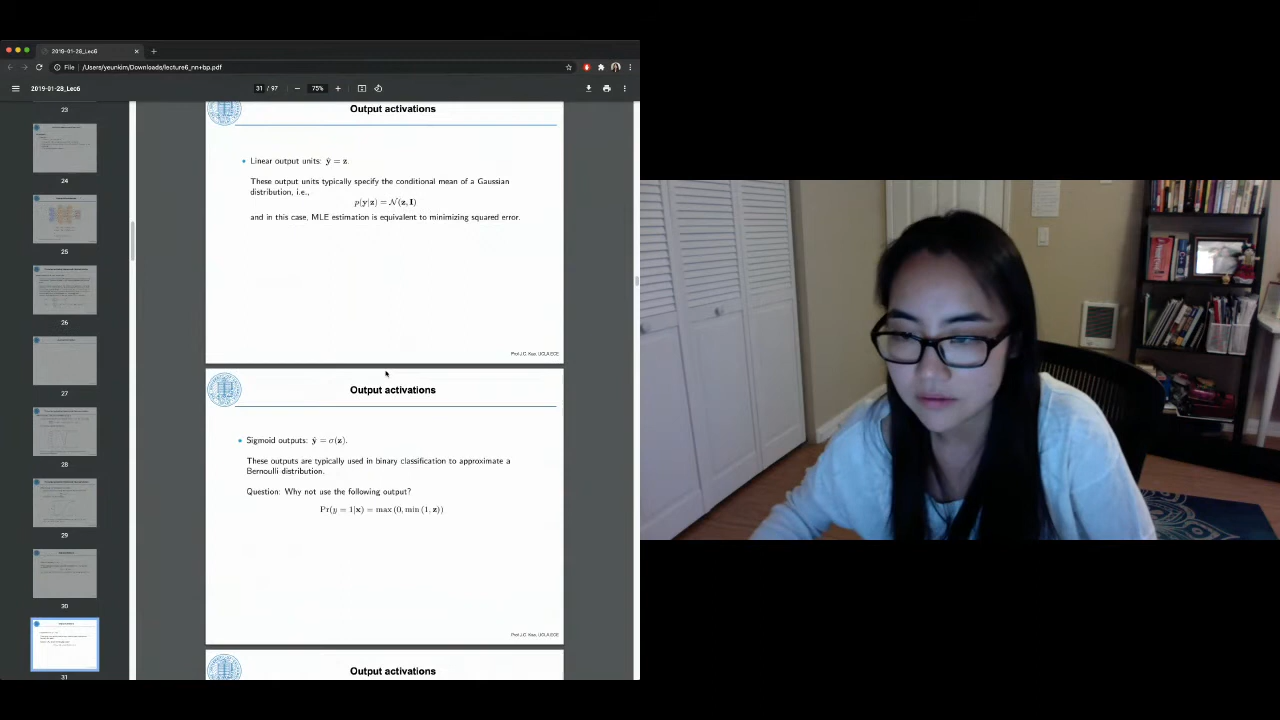 2019-01-28_Lec6
File
/Users/yeunkim/Downloads/lecture6_nn+bp.pdf
2019-01-28_Lec6
31 / 97
75%
23
24
25
26
27
28
29
30
31
Output activations
Linear output units: ŷ = z.
These output units typically specify the conditional mean of a Gaussian
distribution, i.e.,
p(y|z) = 𝒩(z, I)
and in this case, MLE estimation is equivalent to minimizing squared error.
Prof J.C. Kao, UCLA ECE
Output activations
Sigmoid outputs: ŷ = σ(z).
These outputs are typically used in binary classification to approximate a
Bernoulli distribution.
Question: Why not use the following output?
Pr(y = 1|x) = max (0, min (1, z))
Prof J.C. Kao, UCLA ECE
Output activations